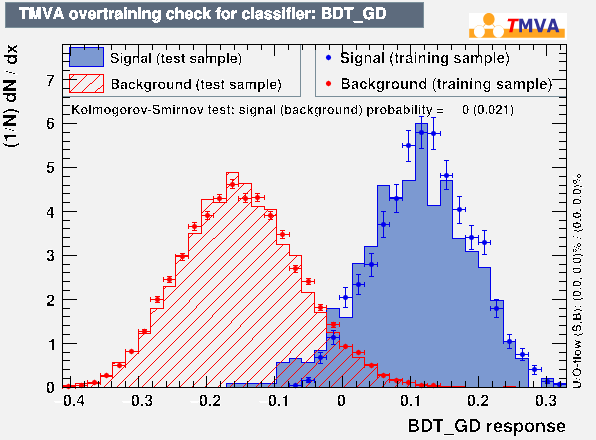 TMVA overtraining check for classifier: BDT_GD
TMVA
Signal (test sample)
Background (test sample)
Signal (training sample)
Background (training sample)
Kolmogorov-Smirnov test: signal (background) probability = 0 (0.021)
(1/N) dN / dx
7
6
5
4
3
2
1
0
−0.4 −0.3 −0.2 −0.1 0 0.1 0.2 0.3
BDT_GD response
U/O-flow (S,B): (0.0, 0.0)% / (0.0, 0.0)%